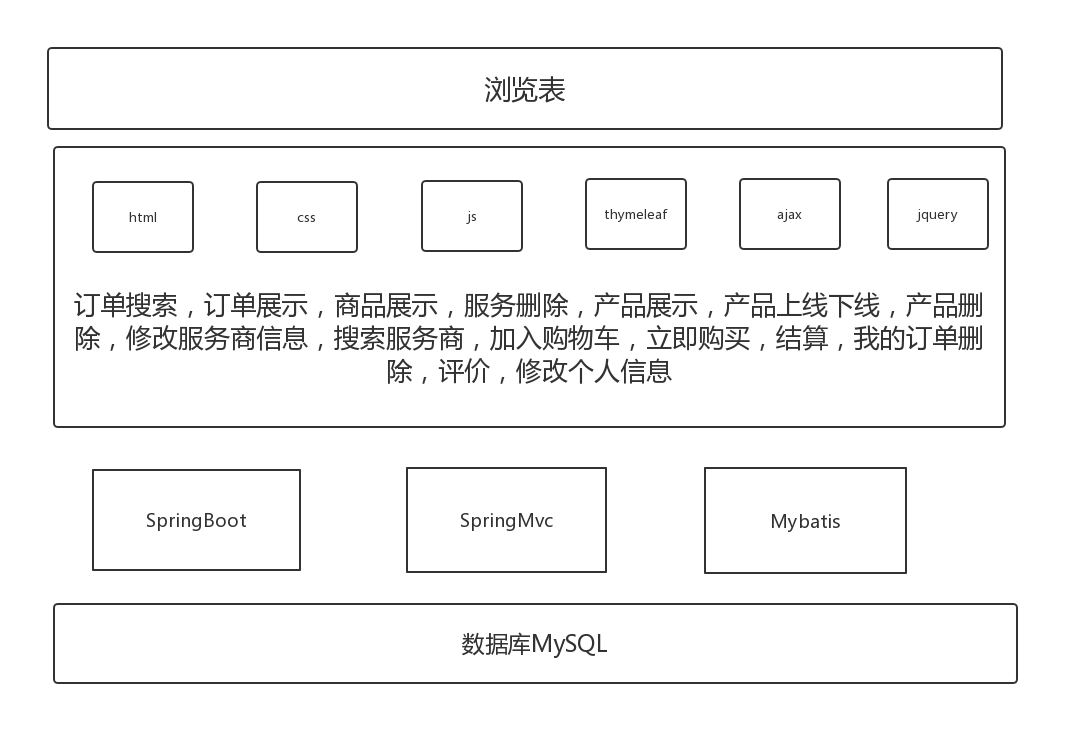 浏览表
html css js thymeleaf ajax jquery
订单搜索，订单展示，商品展示，服务删除，产品展示，产品上线下线，产品删
除，修改服务商信息，搜索服务商，加入购物车，立即购买，结算，我的订单删
除，评价，修改个人信息
SpringBoot SpringMvc Mybatis
数据库MySQL